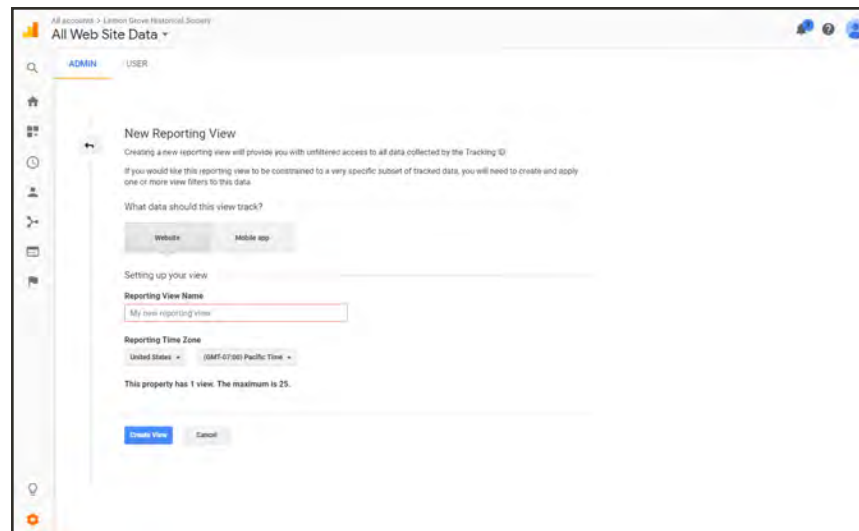 All accounts > Lemon Grove Historical Society
All Web Site Data
ADMIN USER
New Reporting View
Creating a new reporting view will provide you with unfiltered access to all data collected by the Tracking ID.
If you would like this reporting view to be constrained to a very specific subset of tracked data, you will need to create and apply
one or more view filters to this data.
What data should this view track?
Website Mobile app
Setting up your view
Reporting View Name
My new reporting view
Reporting Time Zone
United States (GMT-07:00) Pacific Time
This property has 1 view. The maximum is 25.
Create View Cancel